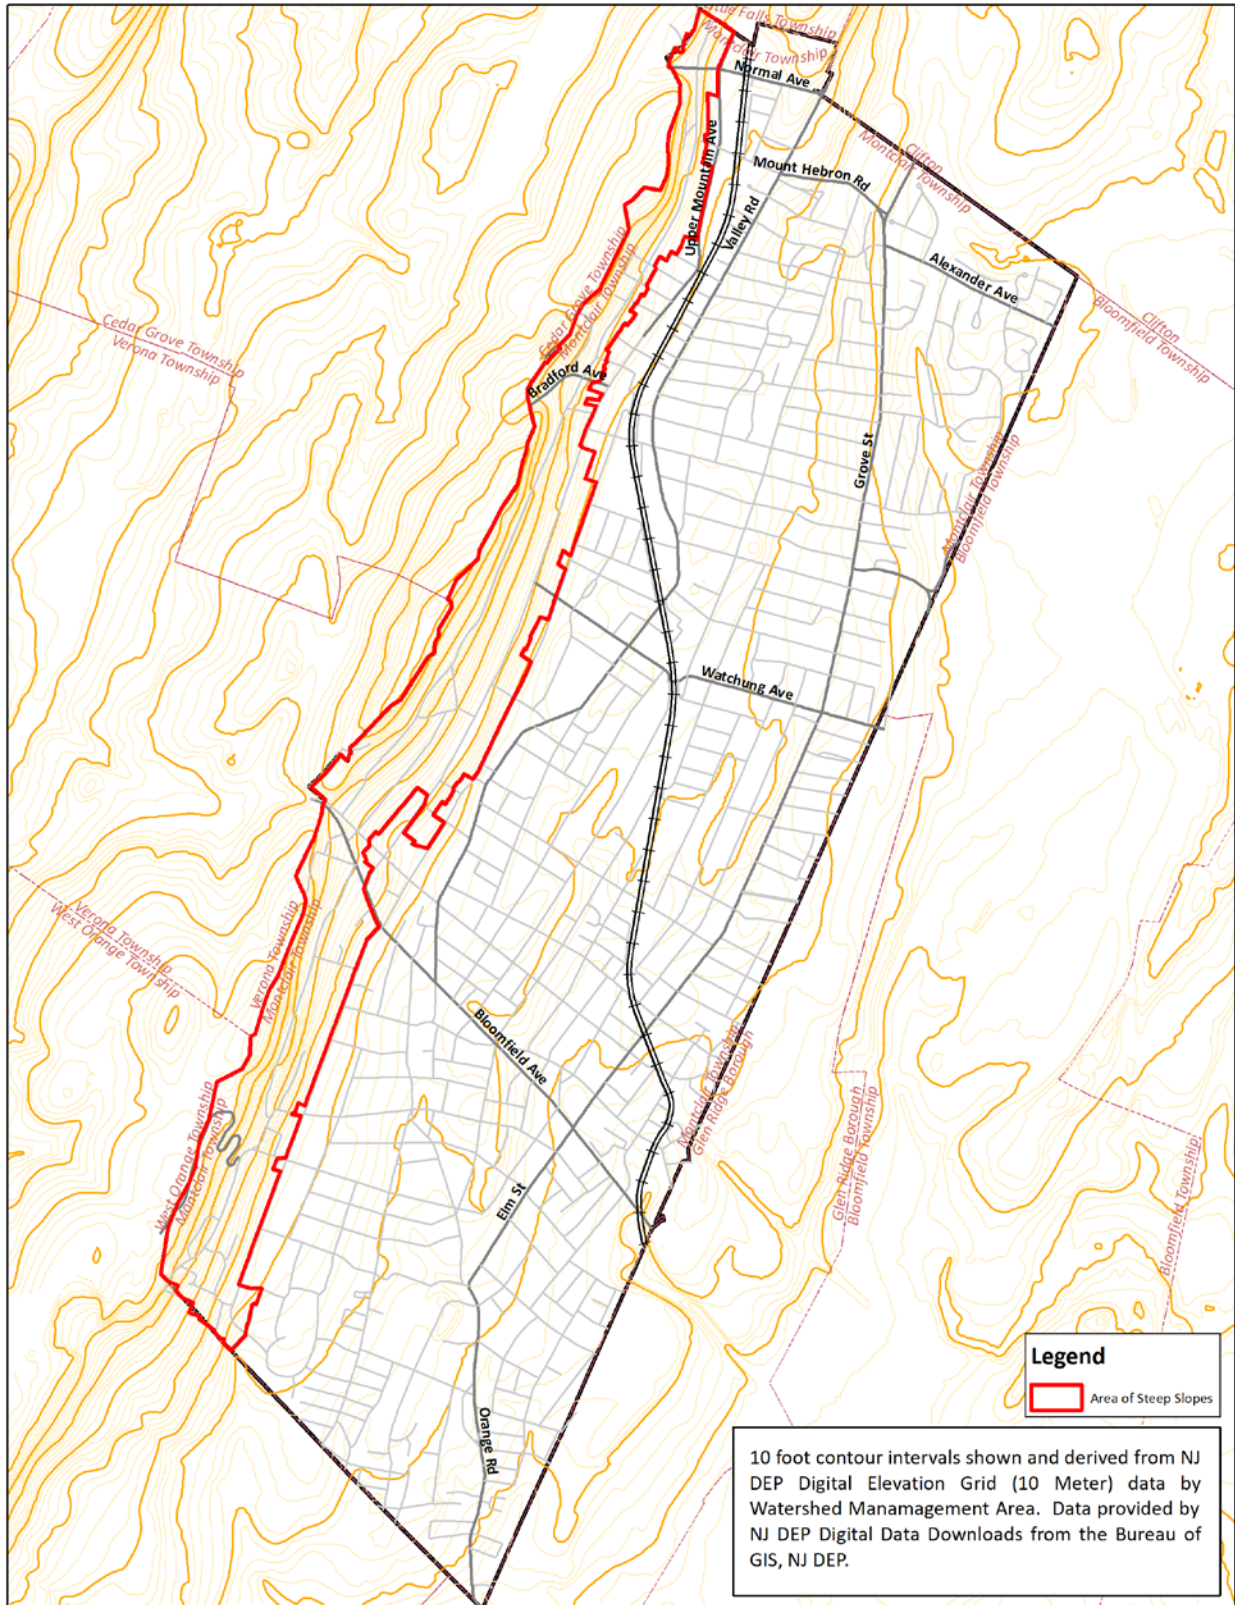 Little Falls Township
Montclair Township
Normal Ave
Clifton
Montclair Township
Upper Mountain Ave
Mount Hebron Rd
Valley Rd
Alexander Ave
Cedar Grove Township
Montclair Township
Clifton
Bloomfield Township
Cedar Grove Township
Verona Township
Bradford Ave
Grove St
Montclair Township
Bloomfield Township
Watchung Ave
Verona Township
West Orange Township
Verona Township
Montclair Township
Bloomfield Ave
Montclair Township
Glen Ridge Borough
Glen Ridge Borough
Bloomfield Township
West Orange Township
Montclair Township
Bloomfield Township
Elm St
Orange Rd
Legend
Area of Steep Slopes
10 foot contour intervals shown and derived from NJ
DEP Digital Elevation Grid (10 Meter) data by
Watershed Manamagement Area. Data provided by
NJ DEP Digital Data Downloads from the Bureau of
GIS, NJ DEP.